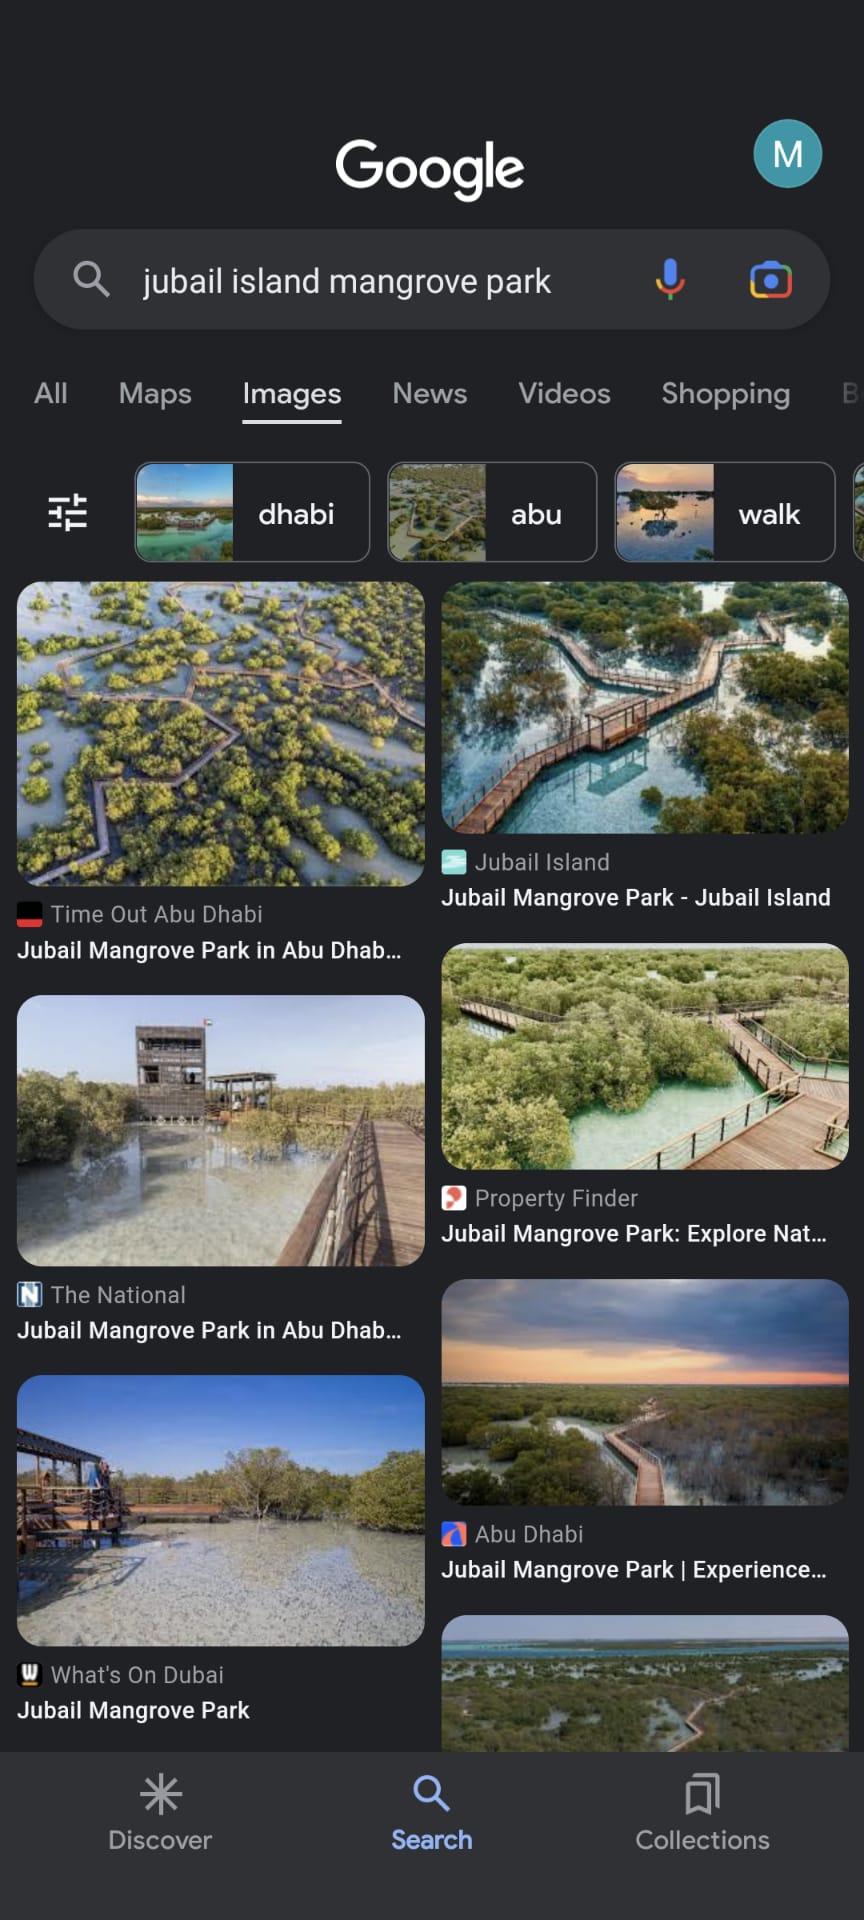 Google
M
jubail island mangrove park
All Maps Images News Videos Shopping
dhabi abu walk
Time Out Abu Dhabi
Jubail Mangrove Park in Abu Dhab...
Jubail Island
Jubail Mangrove Park - Jubail Island
The National
Jubail Mangrove Park in Abu Dhab...
Property Finder
Jubail Mangrove Park: Explore Nat...
What's On Dubai
Jubail Mangrove Park
Abu Dhabi
Jubail Mangrove Park | Experience...
Discover Search Collections